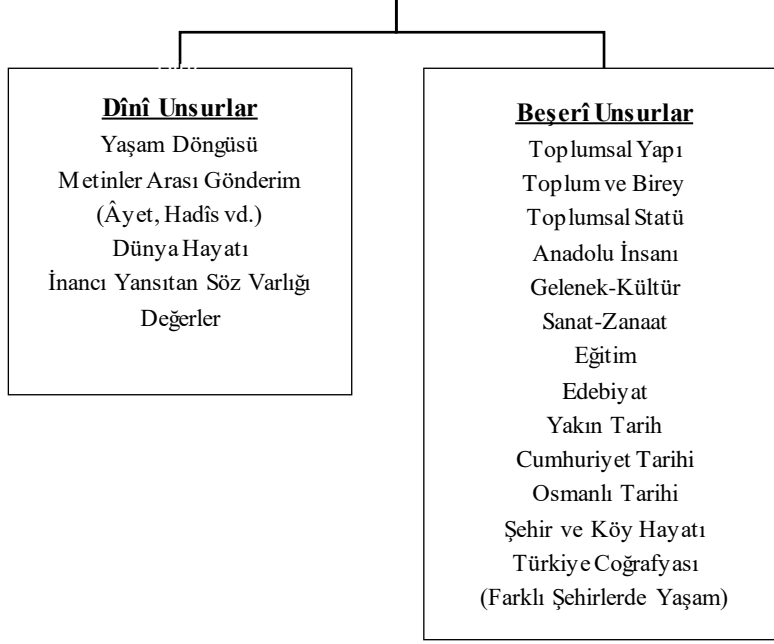 Dînî Unsurlar
Yaşam Döngüsü
Metinler Arası Gönderim
(Âyet, Hadîs vd.)
Dünya Hayatı
İnancı Yansıtan Söz Varlığı
Değerler
Beşerî Unsurlar
Toplumsal Yapı
Toplum ve Birey
Toplumsal Statü
Anadolu İnsanı
Gelenek-Kültür
Sanat-Zanaat
Eğitim
Edebiyat
Yakın Tarih
Cumhuriyet Tarihi
Osmanlı Tarihi
Şehir ve Köy Hayatı
Türkiye Coğrafyası
(Farklı Şehirlerde Yaşam)